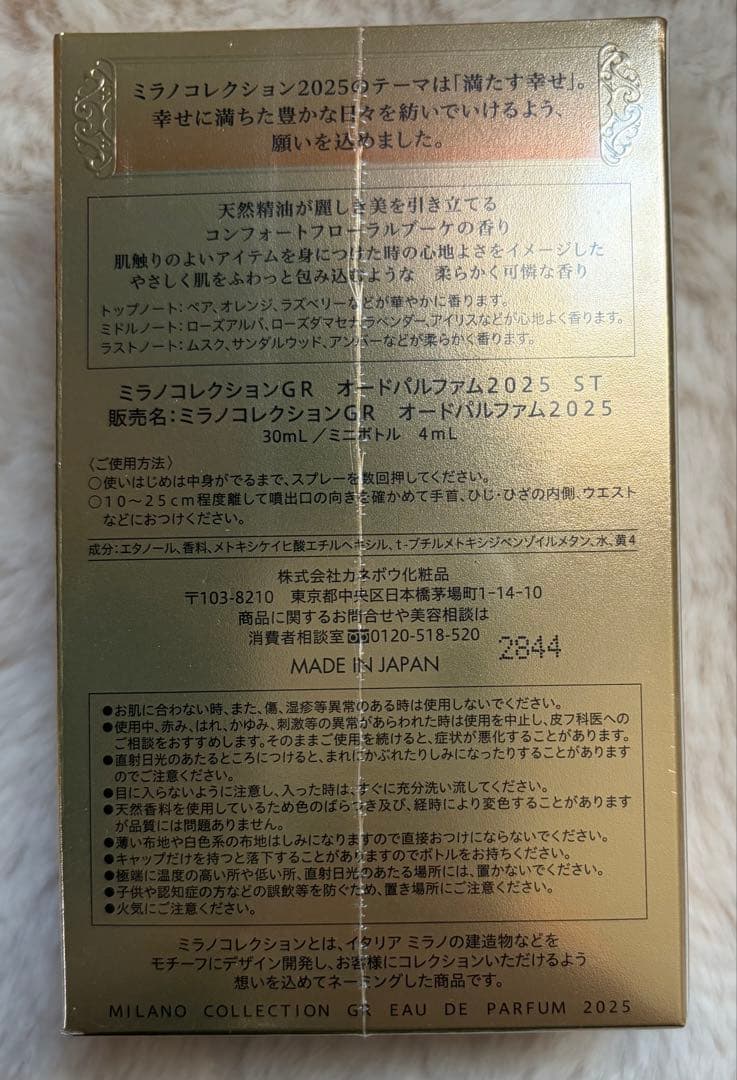 ミラノコレクション2025のテーマは「満たす幸せ」。
幸せに満ちた豊かな日々を紡いでいけるよう、
願いを込めました。
天然精油が麗しき美を引き立てる
コンフォートフローラルブーケの香り
肌触りのよいアイテムを身につけた時の心地よさをイメージした
やさしく肌をふわっと包み込むような　柔らかく可憐な香り
トップノート：ペア、オレンジ、ラズベリーなどが華やかに香ります。
ミドルノート：ローズアルバ、ローズダマセナ、ラベンダー、アイリスなどが心地よく香ります。
ラストノート：ムスク、サンダルウッド、アンバーなどが柔らかく香ります。
ミラノコレクションGR　オードパルファム2025　ST
販売名：ミラノコレクションGR　オードパルファム2025
30mL／ミニボトル　4mL
〈ご使用方法〉
○使いはじめは中身がでるまで、スプレーを数回押してください。
○10～25cm程度離して噴出口の向きを確かめて手首、ひじ・ひざの内側、ウエスト
などにおつけください。
成分：エタノール、香料、メトキシケイヒ酸エチルヘキシル、t-ブチルメトキシジベンゾイルメタン、水、黄4
株式会社カネボウ化粧品
〒103-8210　東京都中央区日本橋茅場町1-14-10
商品に関するお問合せや美容相談は
消費者相談室 0120-518-520
2844
MADE IN JAPAN
●お肌に合わない時、また、傷、湿疹等異常のある時は使用しないでください。
●使用中、赤み、はれ、かゆみ、刺激等の異常があらわれた時は使用を中止し、皮フ科医への
ご相談をおすすめします。そのままご使用を続けると、症状が悪化することがあります。
●直射日光のあたるところにつけると、まれにかぶれたりしみになったりすることがあります
のでご注意ください。
●目に入らないように注意し、入った時は、すぐに充分洗い流してください。
●天然香料を使用しているため色のばらつき及び、経時により変色することがあります
が品質には問題ありません。
●薄い布地や白色系の布地はしみになりますので直接おつけにならないでください。
●キャップだけを持つと落下することがありますのでボトルをお持ちください。
●極端に温度の高い所や低い所、直射日光のあたる場所には、置かないでください。
●子供や認知症の方などの誤飲等を防ぐため、置き場所にご注意ください。
●火気にご注意ください。
ミラノコレクションとは、イタリア ミラノの建造物などを
モチーフにデザイン開発し、お客様にコレクションいただけるよう
想いを込めてネーミングした商品です。
MILANO COLLECTION GR EAU DE PARFUM 2025